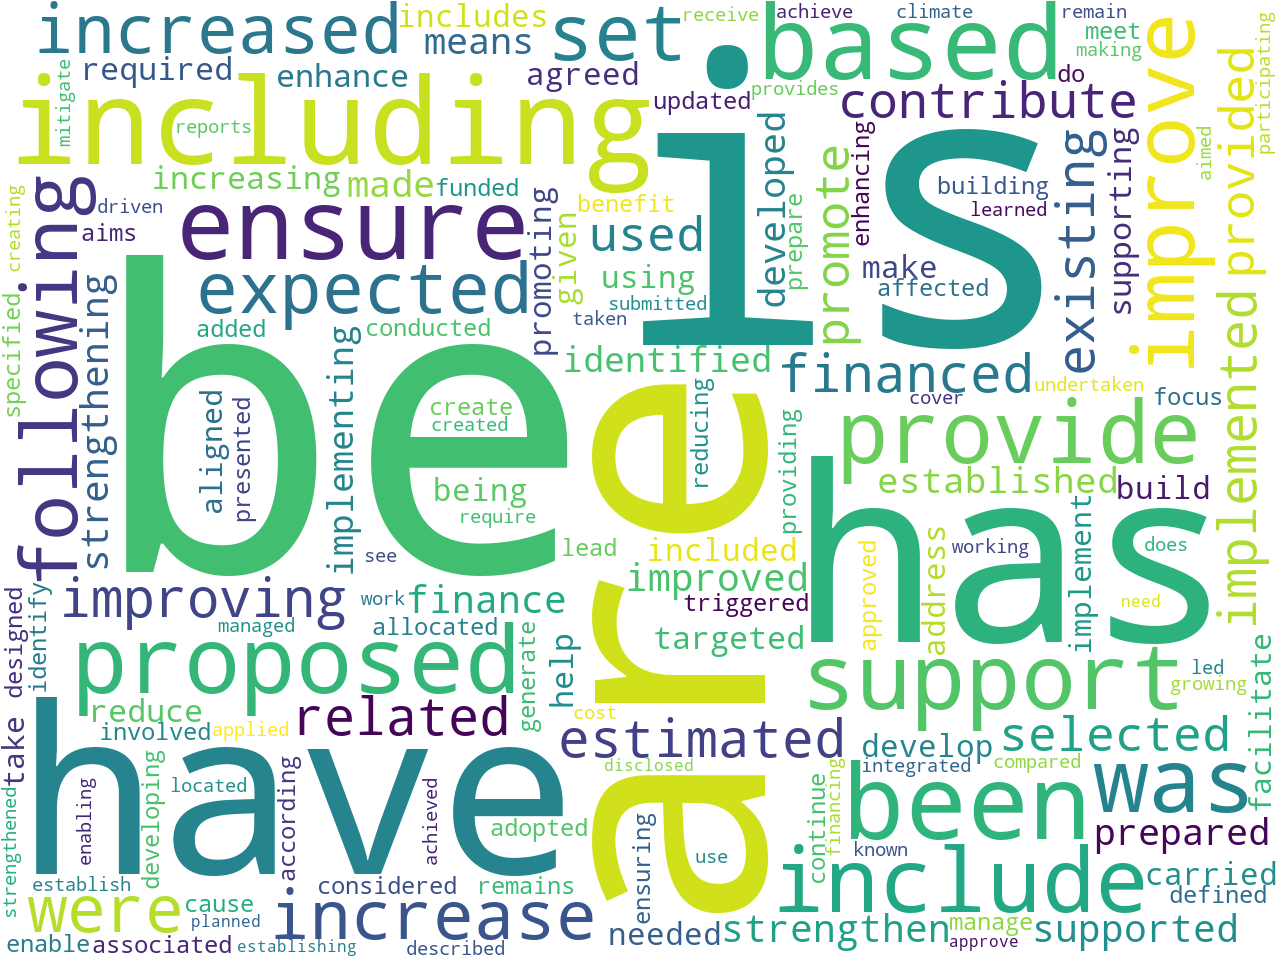 increased
includes
means
set
receive
achieve
climate
remain
based
meet
making
required
enhance
agreed
updated
provides
do
contribute
mitigate
including
reports
is
improve
participating
provided
aimed
existing
supporting
enhancing
developed
promote
building
learned
increasing
made
funded
benefit
driven
aims
ensure
used
given
promoting
following
creating
prepare
make
affected
using
submitted
taken
expected
specified
strengthening
added
conducted
implementing
identified
financed
undertaken
cover
focus
implemented
be
are
has
create
created
aligned
presented
reducing
provide
providing
established
build
being
require
see
lead
included
improved
triggered
targeted
approved
address
working
implement
does
need
improving
work
finance
allocated
managed
identify
designed
take
proposed
generate
help
support
led
growing
facilitate
reduce
related
cost
involved
applied
estimated
develop
selected
integrated
compared
disclosed
have
located
according
enabling
achieved
developing
strengthened
adopted
been
was
continue
financing
known
prepared
use
ensuring
establish
considered
remains
include
carried
defined
were
cause
planned
increase
needed
strengthen
manage
approve
supported
enable
associated
establishing
described